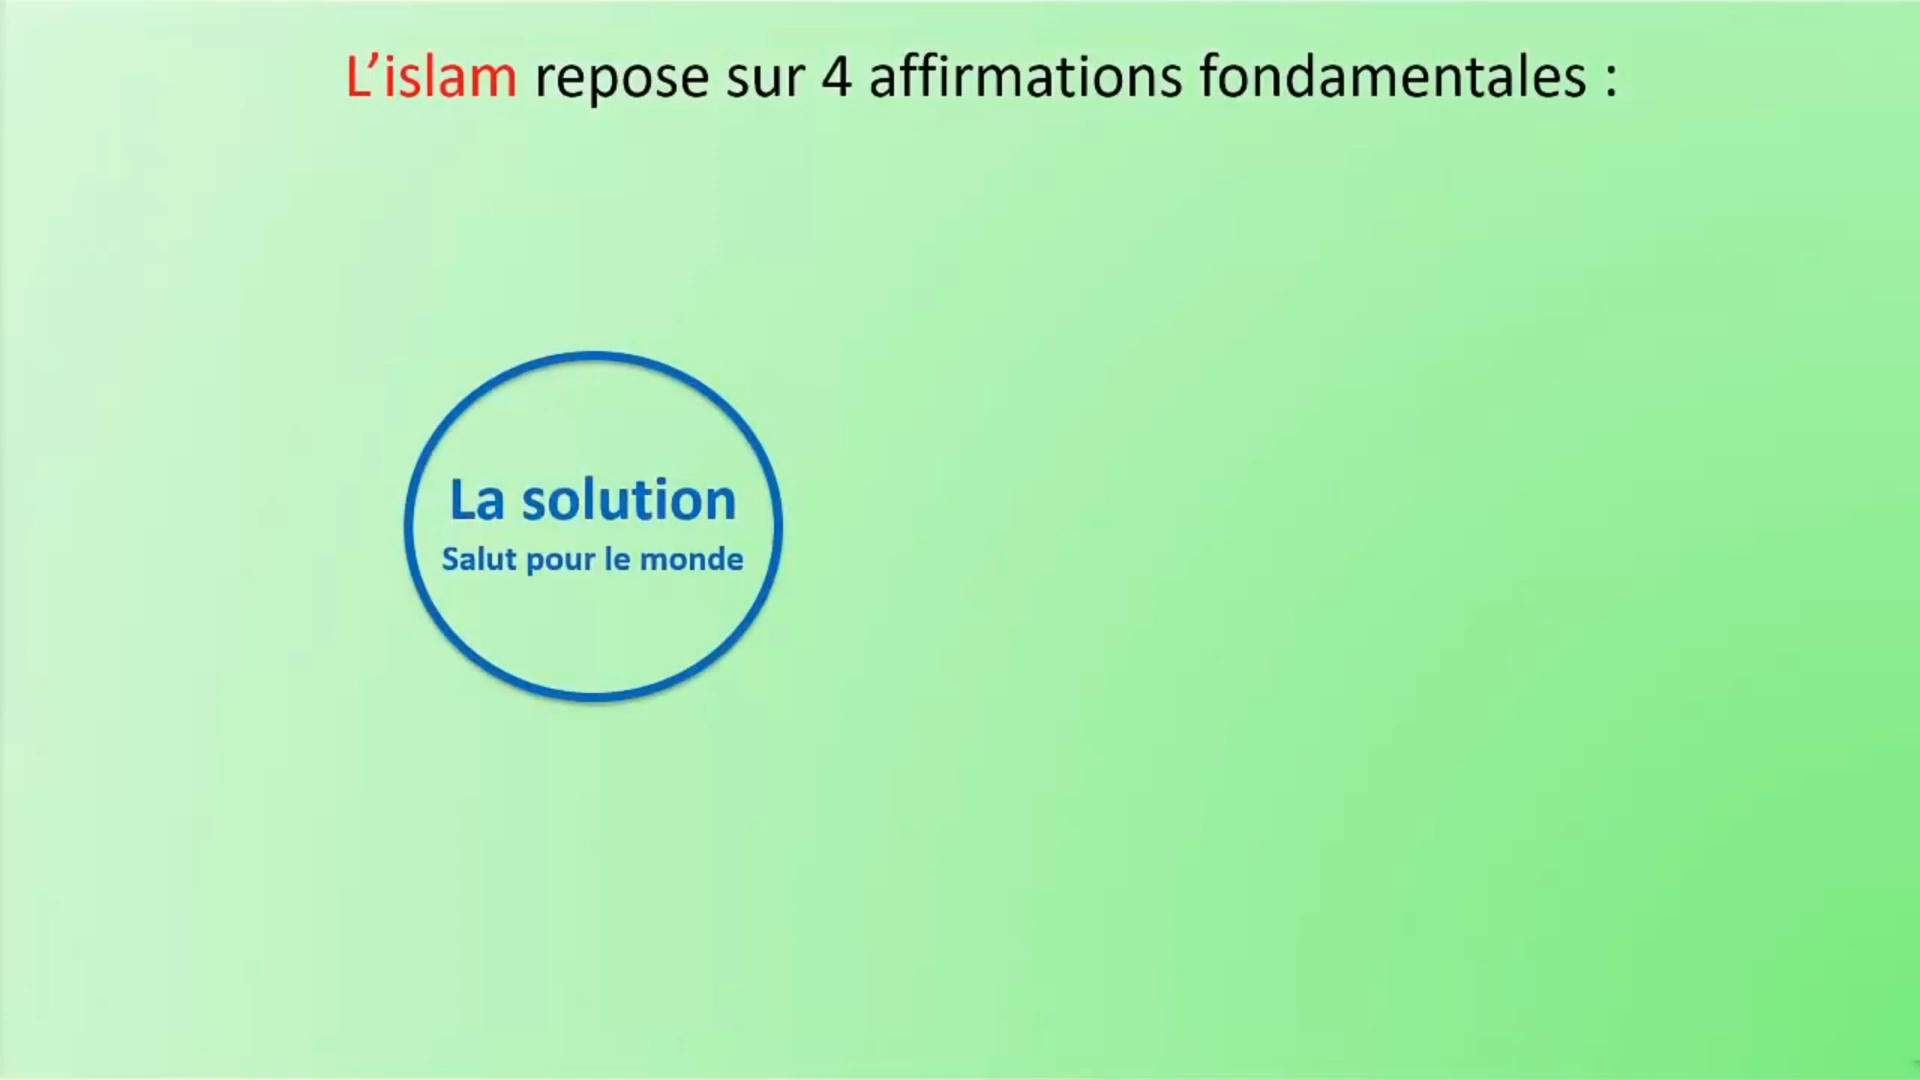 L’islam repose sur 4 affirmations fondamentales :
La solution
Salut pour le monde